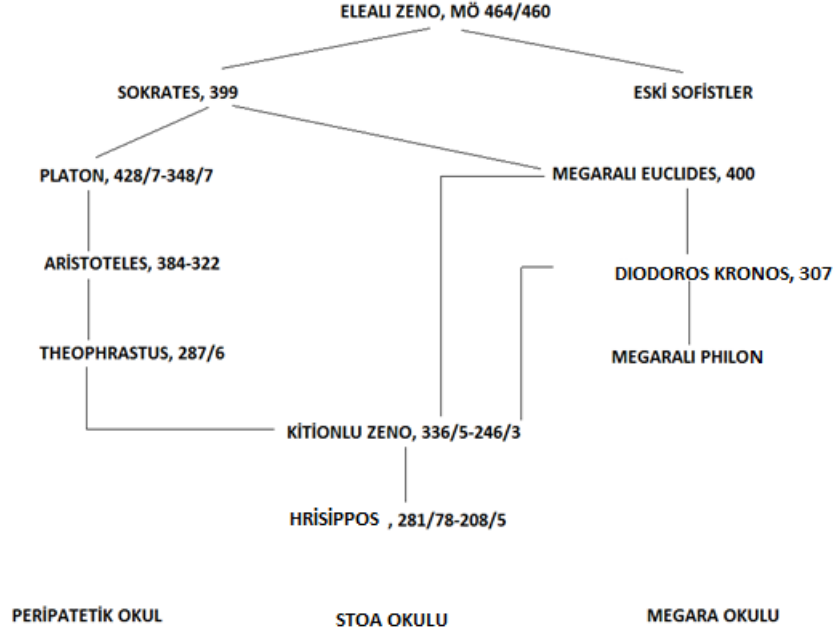 ELEALI ZENO, MÖ 464/460
SOKRATES, 399
ESKİ SOFİSTLER
PLATON, 428/7-348/7
MEGARALI EUCLIDES, 400
ARİSTOTELES, 384-322
DIODOROS KRONOS, 307
THEOPHRASTUS, 287/6
MEGARALI PHILON
KİTİONLU ZENO, 336/5-246/3
HRİSİPPOS , 281/78-208/5
PERİPATETİK OKUL
STOA OKULU
MEGARA OKULU